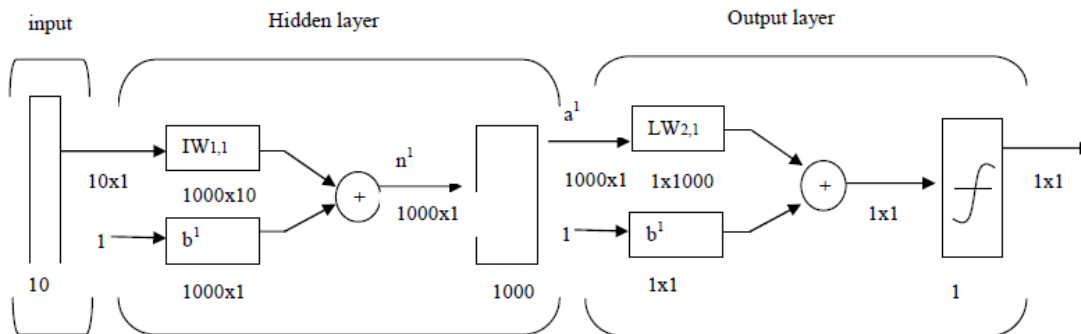 input
Hidden layer
Output layer
IW1,1
n¹
a¹
LW2,1
10x1
1000x10
+
1000x1
1000x1
1x1000
+
1x1
1x1
1
b¹
1
b¹
10
1000x1
1000
1x1
1